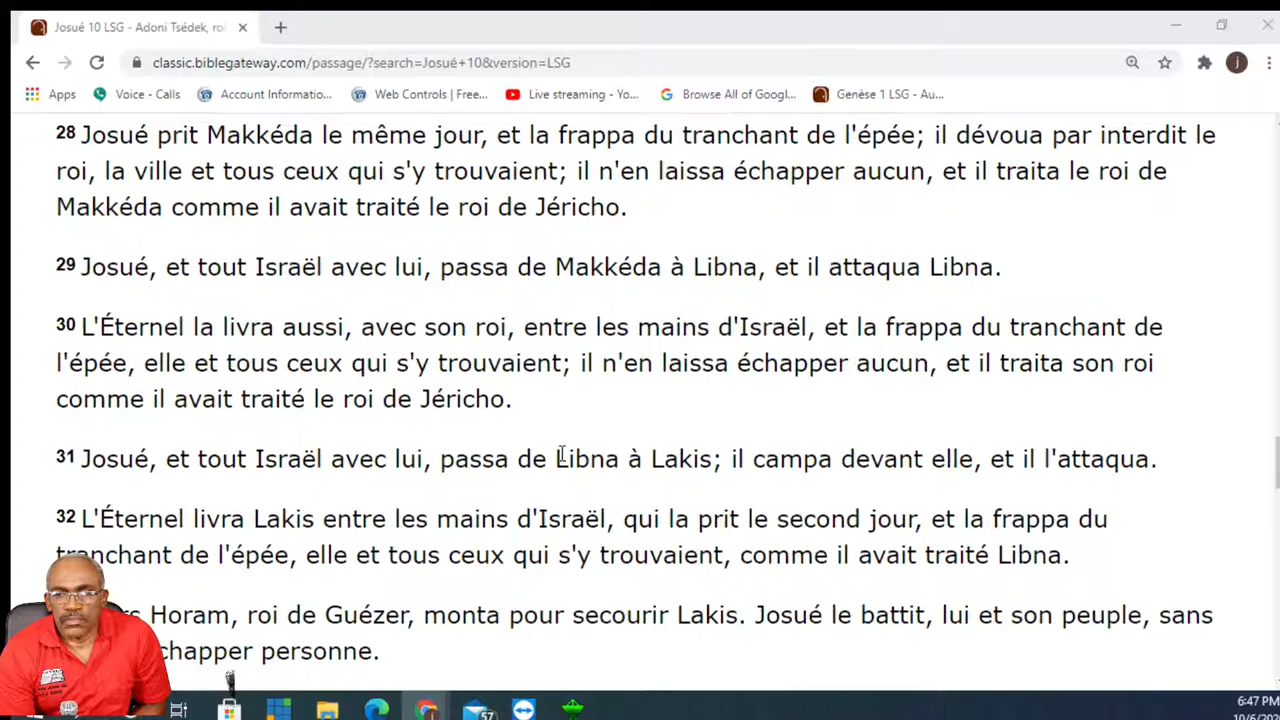 Josué 10 LSG - Adoni Tsédek, roi
classic.biblegateway.com/passage/?search=Josué+10&version=LSG
j
Apps
Voice - Calls
Account Informatio...
Web Controls | Free...
Live streaming - Yo...
Browse All of Googl...
Genèse 1 LSG - Au...
28 Josué prit Makkéda le même jour, et la frappa du tranchant de l'épée; il dévoua par interdit le
roi, la ville et tous ceux qui s'y trouvaient; il n'en laissa échapper aucun, et il traita le roi de
Makkéda comme il avait traité le roi de Jéricho.
29 Josué, et tout Israël avec lui, passa de Makkéda à Libna, et il attaqua Libna.
30 L'Éternel la livra aussi, avec son roi, entre les mains d'Israël, et la frappa du tranchant de
l'épée, elle et tous ceux qui s'y trouvaient; il n'en laissa échapper aucun, et il traita son roi
comme il avait traité le roi de Jéricho.
31 Josué, et tout Israël avec lui, passa de Libna à Lakis; il campa devant elle, et il l'attaqua.
32 L'Éternel livra Lakis entre les mains d'Israël, qui la prit le second jour, et la frappa du
tranchant de l'épée, elle et tous ceux qui s'y trouvaient, comme il avait traité Libna.
Horam, roi de Guézer, monta pour secourir Lakis. Josué le battit, lui et son peuple, sans
chapper personne.
57
6:47 PM